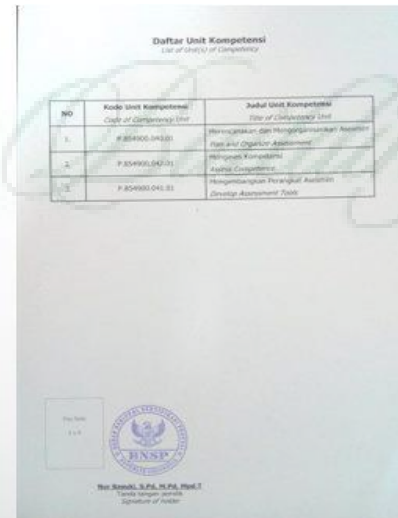 Daftar Unit Kompetensi
List of Unit(s) of Competency
NO Kode Unit Kompetensi Judul Unit Kompetensi
Code of Competency Unit Title of Competency Unit
1. P.854900.040.01 Merencanakan dan Mengorganisasikan Asesmen
Plan and Organize Assessment
2. P.854900.042.01 Mengases Kompetensi
Assess Competence
3. P.854900.041.01 Mengembangkan Perangkat Asesmen
Develop Assessment Tools
BNSP
S.Pd, M.Pd,
Tanda tangan pemilik
Signature of holder